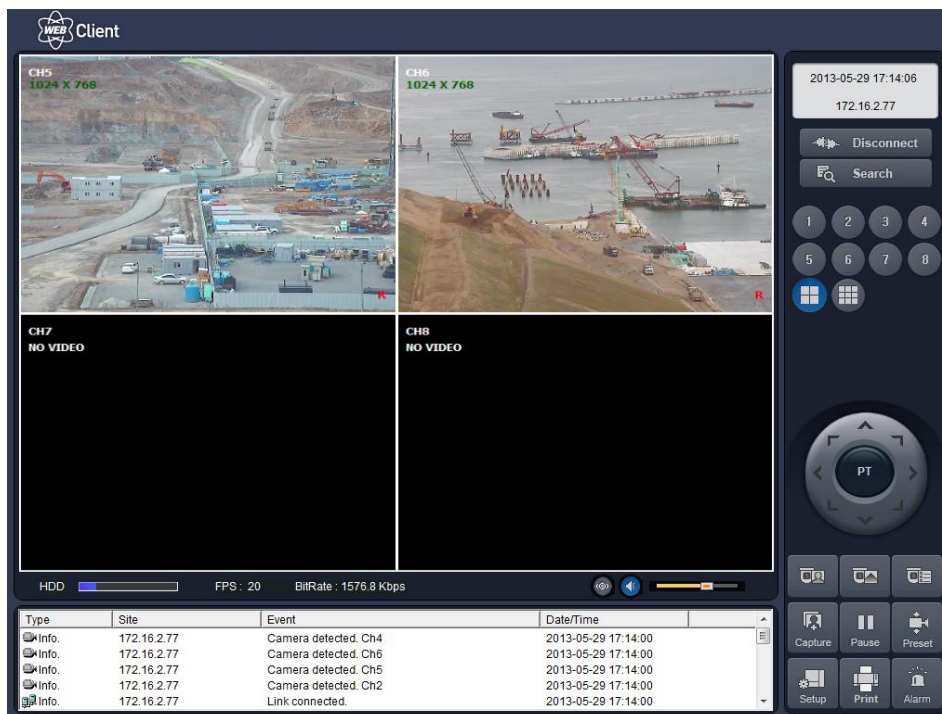 WEB Client
CH5
1024 X 768
R
CH6
1024 X 768
R
CH7
NO VIDEO
CH8
NO VIDEO
HDD FPS : 20 BitRate : 1576.8 Kbps
2013-05-29 17:14:06
172.16.2.77
Disconnect
Search
1 2 3 4
5 6 7 8
PT
Capture Pause Preset
Setup Print Alarm
Type Site Event Date/Time
Info. 172.16.2.77 Camera detected. Ch4 2013-05-29 17:14:00
Info. 172.16.2.77 Camera detected. Ch6 2013-05-29 17:14:00
Info. 172.16.2.77 Camera detected. Ch5 2013-05-29 17:14:00
Info. 172.16.2.77 Camera detected. Ch2 2013-05-29 17:14:00
Info. 172.16.2.77 Link connected. 2013-05-29 17:14:00